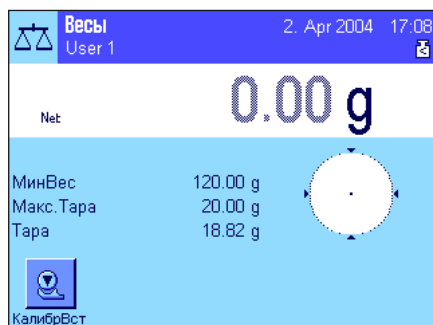 Весы 2. Apr 2004 17:08
User 1
Net 0.00 g
МинВес 120.00 g
Макс.Тара 20.00 g
Тара 18.82 g
КалибрВст